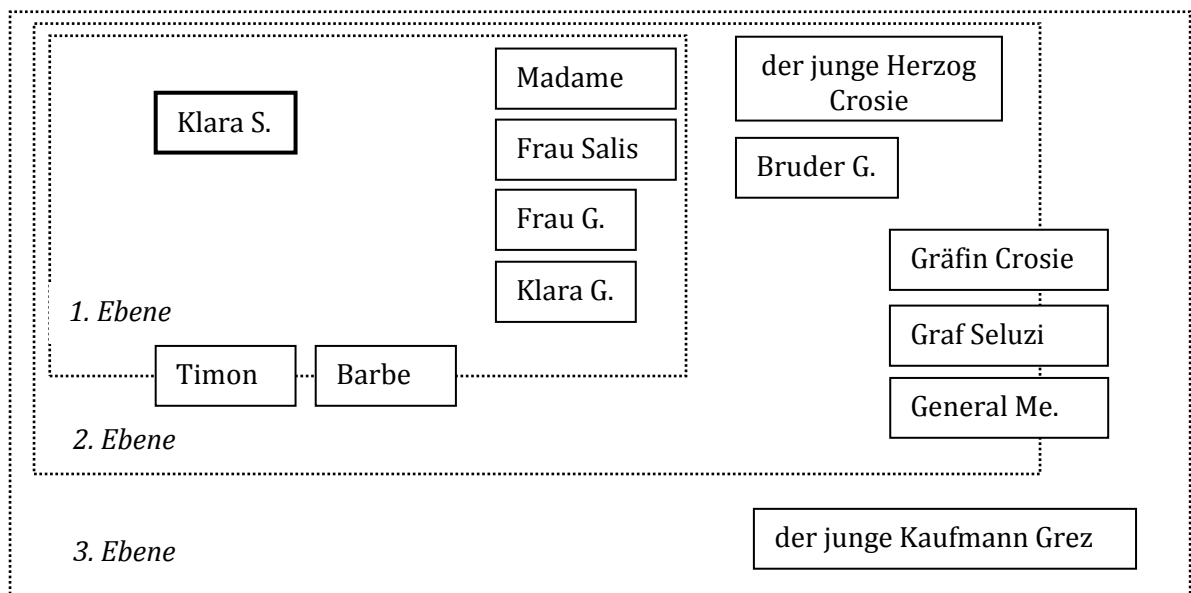 Klara S.
Madame
Frau Salis
Frau G.
Klara G.
1. Ebene
Timon
Barbe
2. Ebene
der junge Herzog
Crosie
Bruder G.
Gräfin Crosie
Graf Seluzi
General Me.
3. Ebene
der junge Kaufmann Grez